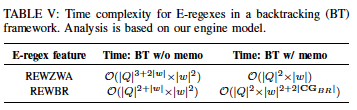 TABLE V: Time complexity for E-regexes in a backtracking (BT)
framework. Analysis is based on our engine model.
E-regex feature Time: BT w/o memo Time: BT w/ memo
REWZWA 𝒪(|Q|^{3+2|w|}×|w|^2) 𝒪(|Q|^2×|w|)
REWBR 𝒪(|Q|^{2+|w|}×|w|^2) 𝒪(|Q|^2×|w|^{2+2|CG_{BR}|})